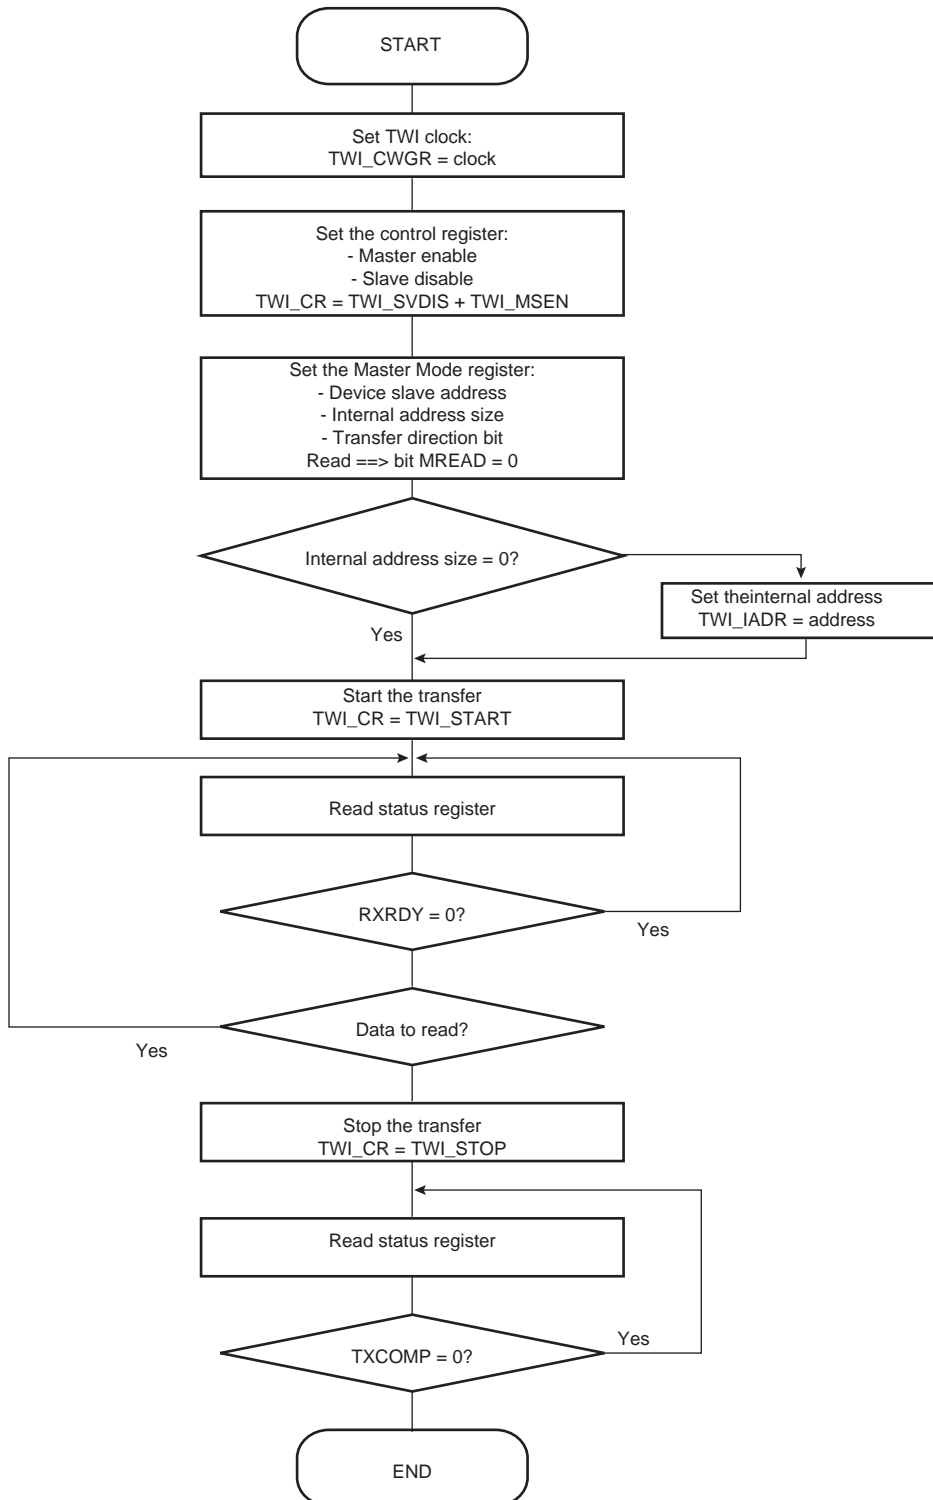 START
Set TWI clock:
TWI_CWGR = clock
Set the control register:
- Master enable
- Slave disable
TWI_CR = TWI_SVDIS + TWI_MSEN
Set the Master Mode register:
- Device slave address
- Internal address size
- Transfer direction bit
Read ==> bit MREAD = 0
Internal address size = 0?
Set theinternal address
TWI_IADR = address
Yes
Start the transfer
TWI_CR = TWI_START
Read status register
RXRDY = 0?
Yes
Data to read?
Yes
Stop the transfer
TWI_CR = TWI_STOP
Read status register
Yes
TXCOMP = 0?
END